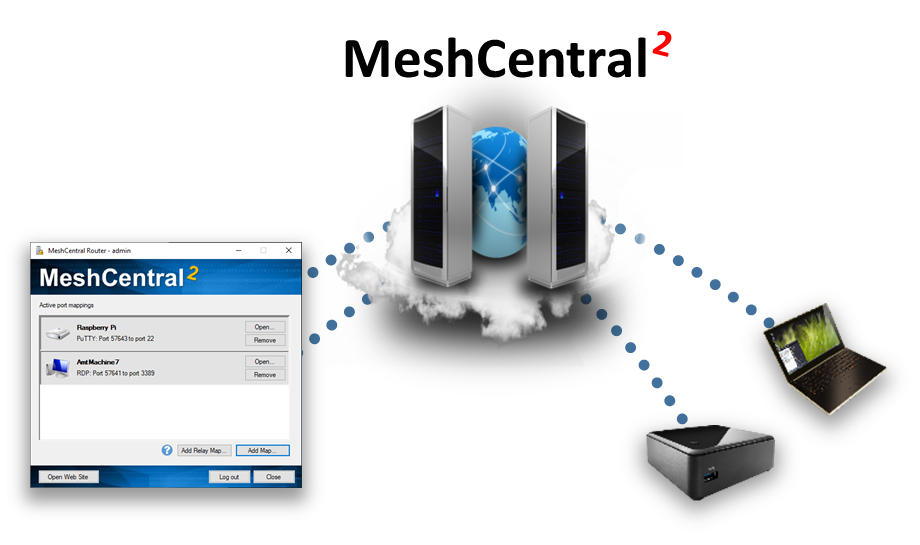 MeshCentral2
MeshCentral Router - admin
MeshCentral2
Active port mappings
Raspberry Pi
PuTTY: Port 57643 to port 22
Open...
Remove
AmtMachine7
RDP: Port 57641 to port 3389
Open...
Remove
?
Add Relay Map...
Add Map...
Open Web Site
Log out
Close